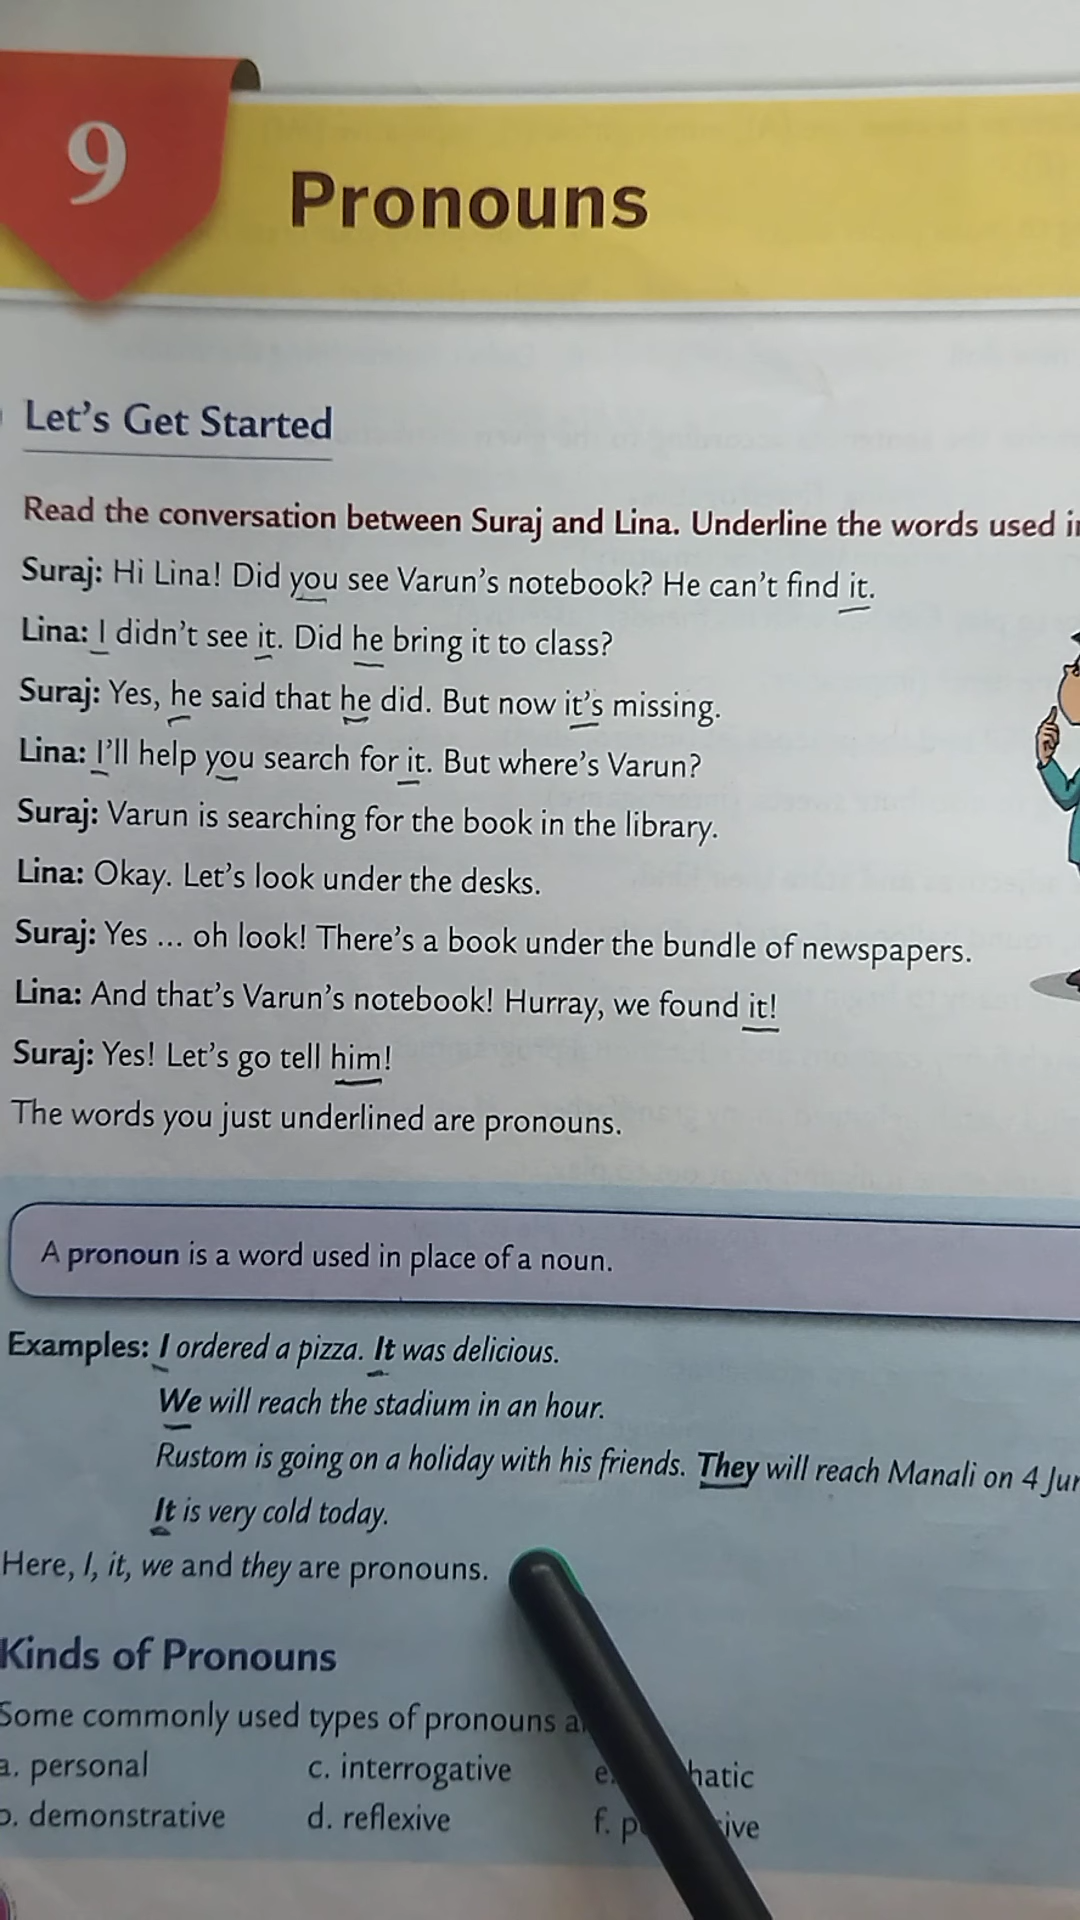 9
Pronouns
Let's Get Started
Read the conversation between Suraj and Lina. Underline the words used
Suraj: Hi Lina! Did you see Varun's notebook? He can't find it.
Lina: I didn't see it. Did he bring it to class?
Suraj: Yes, he said that he did. But now it's missing.
Lina: I'll help you search for it. But where's Varun?
Suraj: Varun is searching for the book in the library.
Lina: Okay. Let's look under the desks.
Suraj: Yes ... oh look! There's a book under the bundle of newspapers.
Lina: And that's Varun's notebook! Hurray, we found it!
Suraj: Yes! Let's go tell him!
The words you just underlined are pronouns.
A pronoun is a word used in place of a noun.
Examples: I ordered a pizza. It was delicious.
We will reach the stadium in an hour.
Rustom is going on a holiday with his friends. They will reach Manali on 4
It is very cold today.
Here, I, it, we and they are pronouns.
Kinds of Pronouns
Some commonly used types of pronouns
a. personal c. interrogative e.
b. demonstrative d. reflexive f.